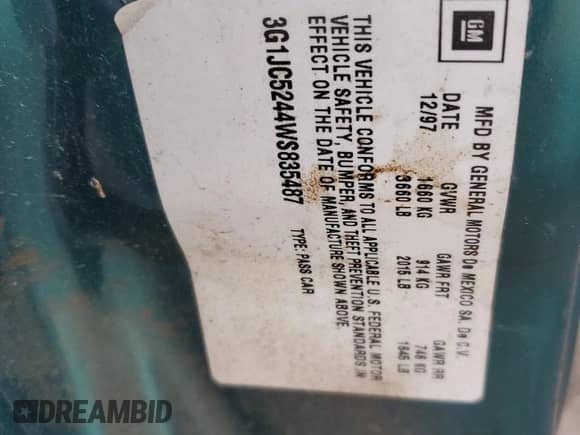 GM
MFD BY GENERAL MOTORS De MEXICO SA. De C.V.
DATE GVWR GAWR FRT GAWR RR
12/97 1660 KG 914 KG 746 KG
3660 LB 2015 LB 1645 LB
THIS VEHICLE CONFORMS TO ALL APPLICABLE U.S. FEDERAL MOTOR
VEHICLE SAFETY, BUMPER, AND THEFT PREVENTION STANDARDS IN
EFFECT ON THE DATE OF MANUFACTURE SHOWN ABOVE.
3G1JC5244WS835487 TYPE: PASS CAR
DREAMBID